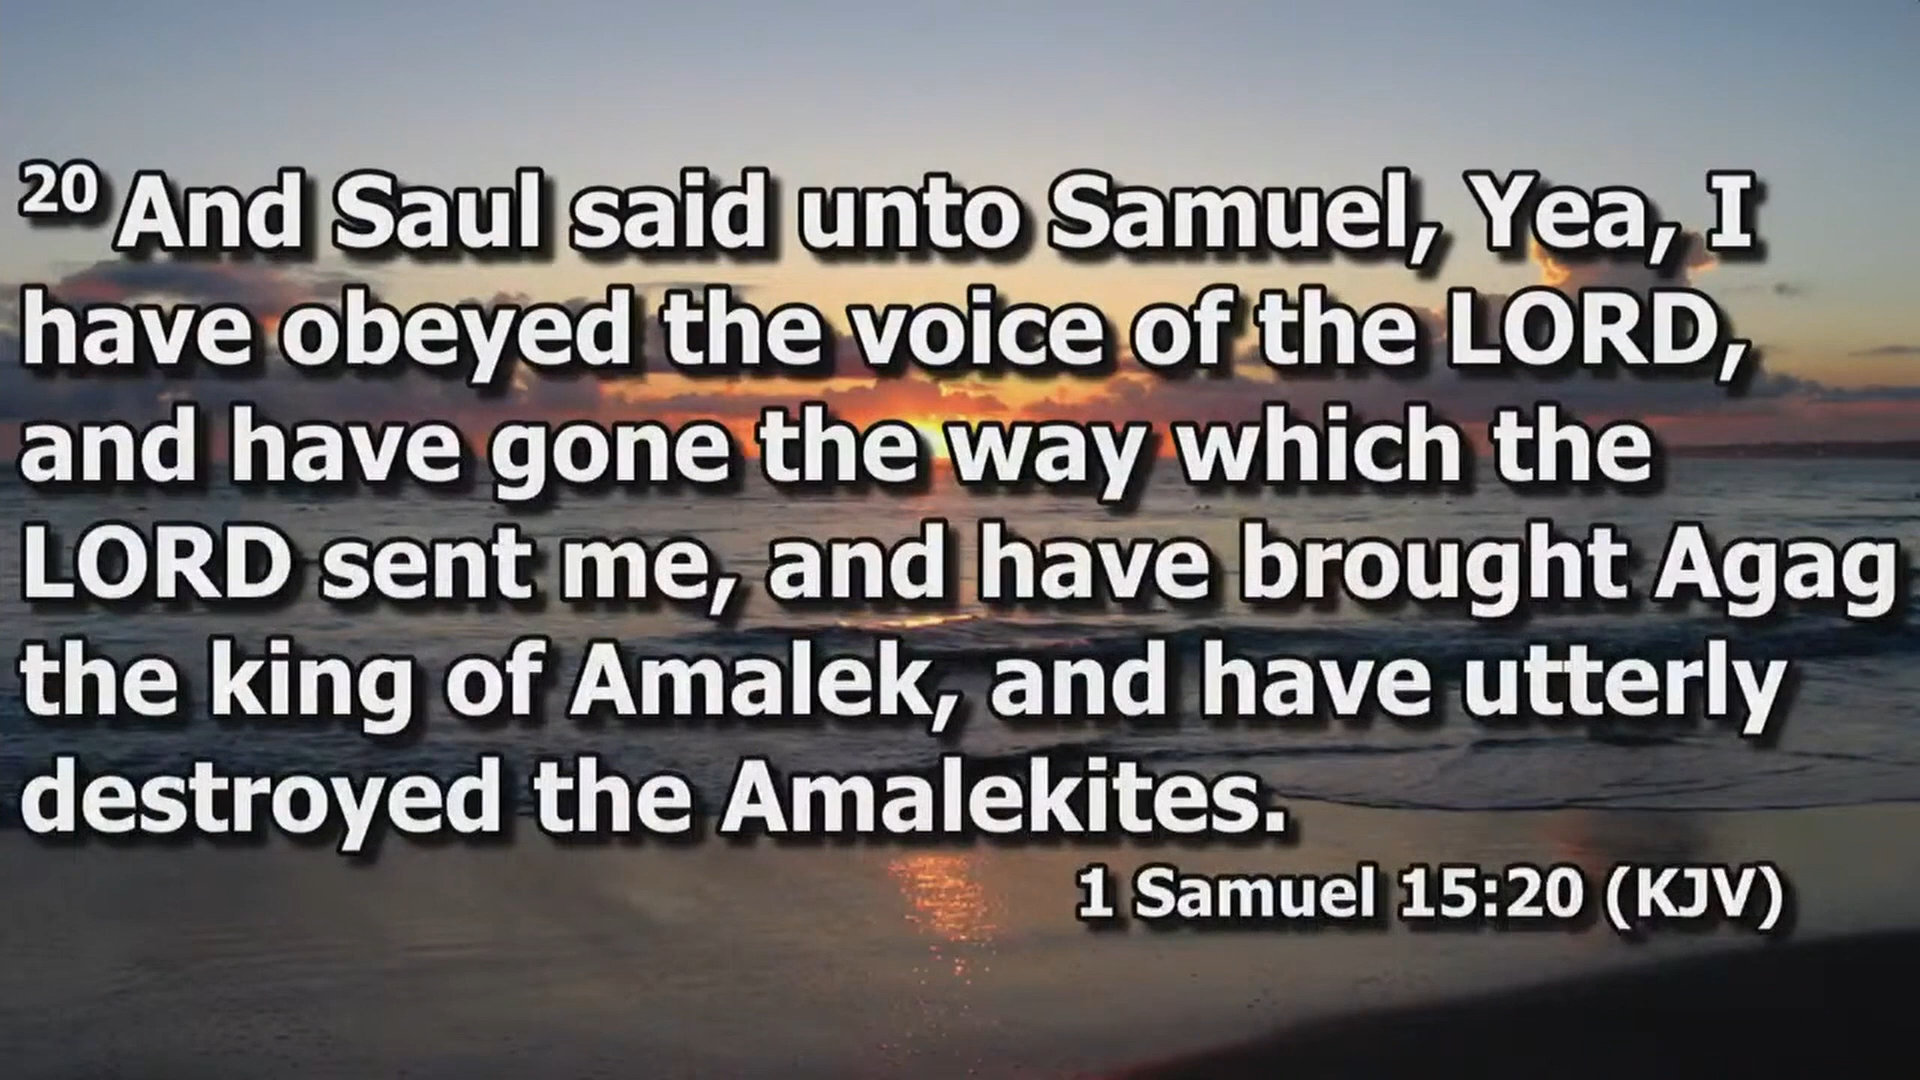 20 And Saul said unto Samuel, Yea, I
have obeyed the voice of the LORD,
and have gone the way which the
LORD sent me, and have brought Agag
the king of Amalek, and have utterly
destroyed the Amalekites.
1 Samuel 15:20 (KJV)